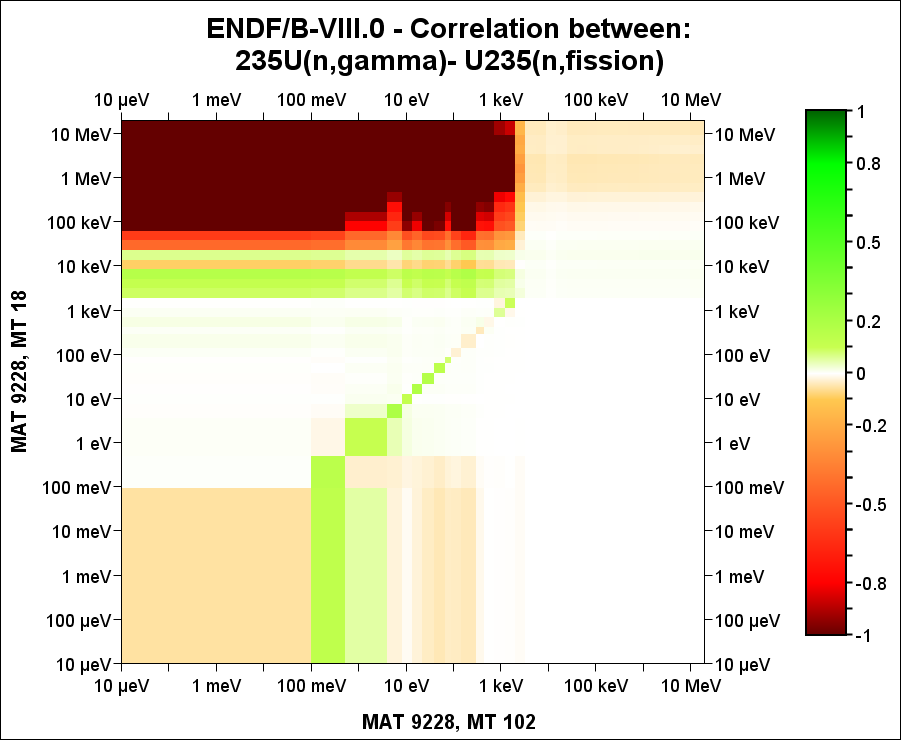 ENDF/B-VIII.0 - Correlation between:
235U(n,gamma)- U235(n,fission)
10 µeV 1 meV 100 meV 10 eV 1 keV 100 keV 10 MeV
10 MeV
1 MeV
100 keV
10 keV
1 keV
100 eV
10 eV
1 eV
100 meV
10 meV
1 meV
100 µeV
10 µeV
MAT 9228, MT 18
10 MeV
1 MeV
100 keV
10 keV
1 keV
100 eV
10 eV
1 eV
100 meV
10 meV
1 meV
100 µeV
10 µeV
1
0.8
0.5
0.2
0
-0.2
-0.5
-0.8
-1
10 µeV 1 meV 100 meV 10 eV 1 keV 100 keV 10 MeV
MAT 9228, MT 102